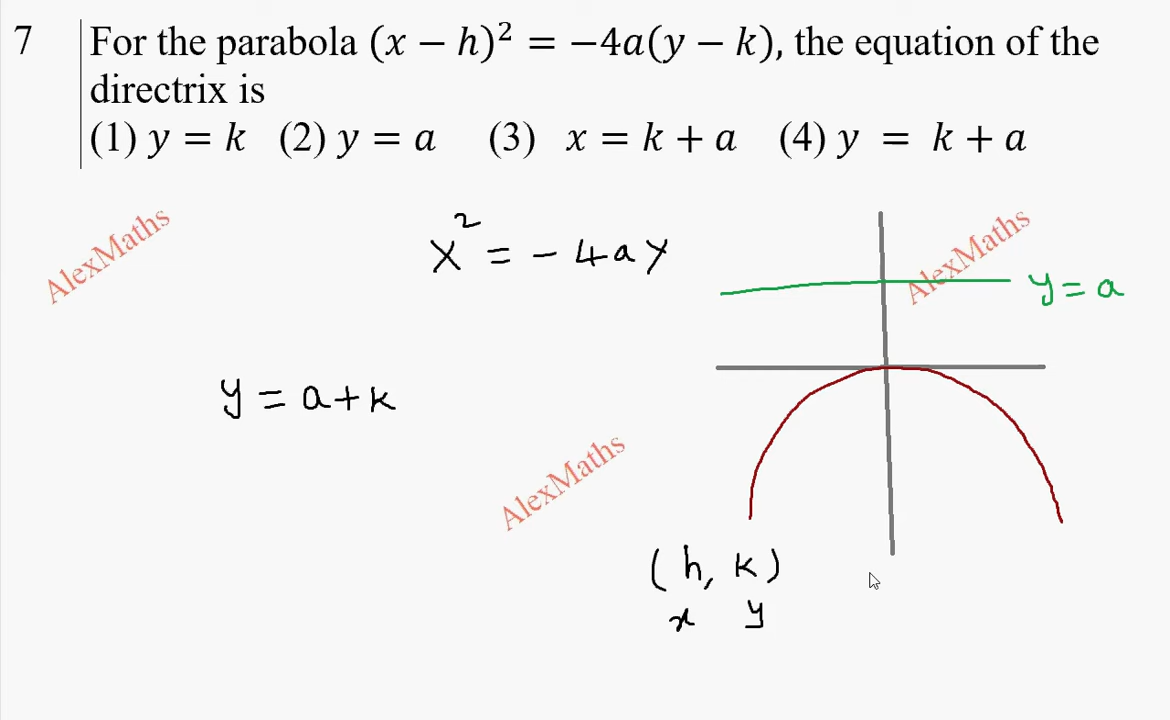 7 For the parabola (x − h)² = −4a(y − k), the equation of the
directrix is
(1) y = k (2) y = a (3) x = k + a (4) y = k + a
AlexMaths
AlexMaths
x² = - 4ay
y = a
y = a+k
AlexMaths
(h, k)
x y